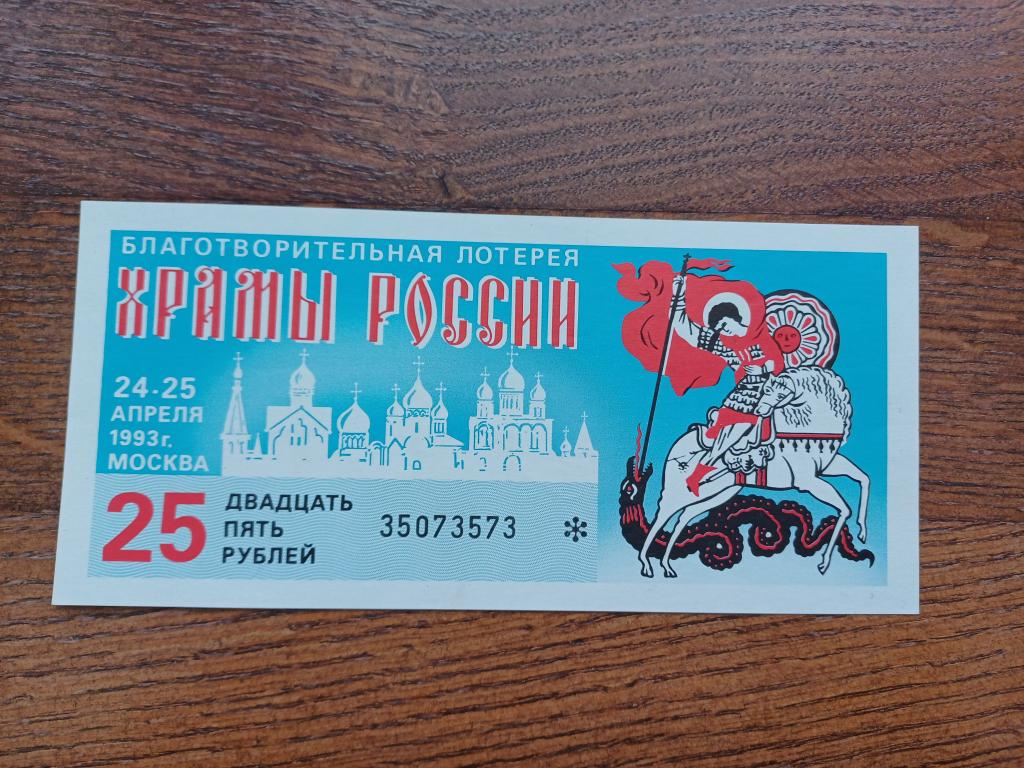 БЛАГОТВОРИТЕЛЬНАЯ ЛОТЕРЕЯ
ХРАМЫ РОССИИ
24-25
АПРЕЛЯ
1993г.
МОСКВА
25
ДВАДЦАТЬ
ПЯТЬ
РУБЛЕЙ
35073573